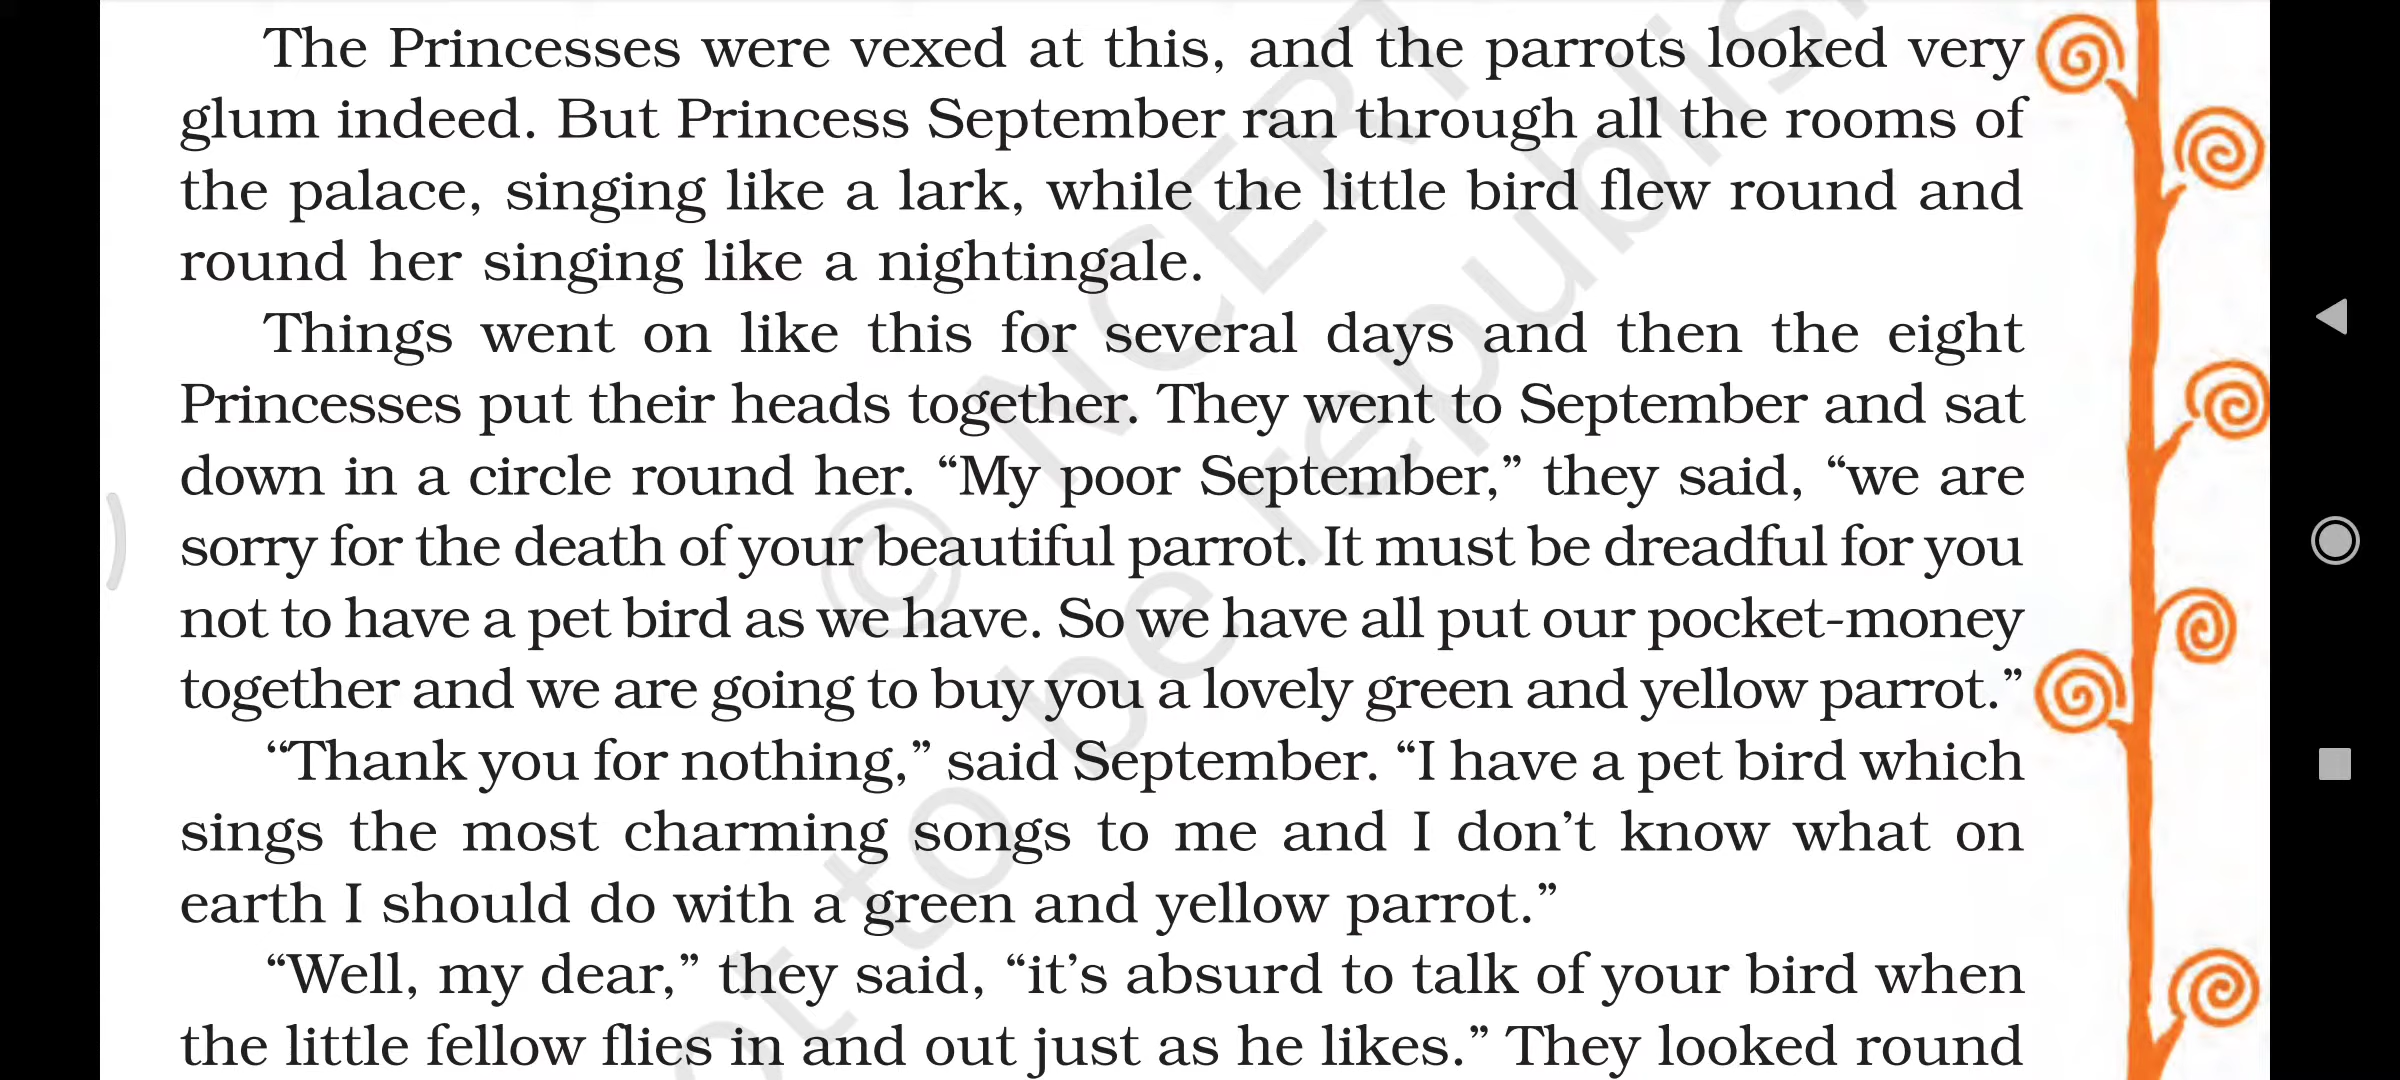 The Princesses were vexed at this, and the parrots looked very
glum indeed. But Princess September ran through all the rooms of
the palace, singing like a lark, while the little bird flew round and
round her singing like a nightingale.
Things went on like this for several days and then the eight
Princesses put their heads together. They went to September and sat
down in a circle round her. “My poor September,” they said, “we are
sorry for the death of your beautiful parrot. It must be dreadful for you
not to have a pet bird as we have. So we have all put our pocket-money
together and we are going to buy you a lovely green and yellow parrot.”
“Thank you for nothing,” said September. “I have a pet bird which
sings the most charming songs to me and I don’t know what on
earth I should do with a green and yellow parrot.”
“Well, my dear,” they said, “it’s absurd to talk of your bird when
the little fellow flies in and out just as he likes.” They looked round
© NCERT
to be republis